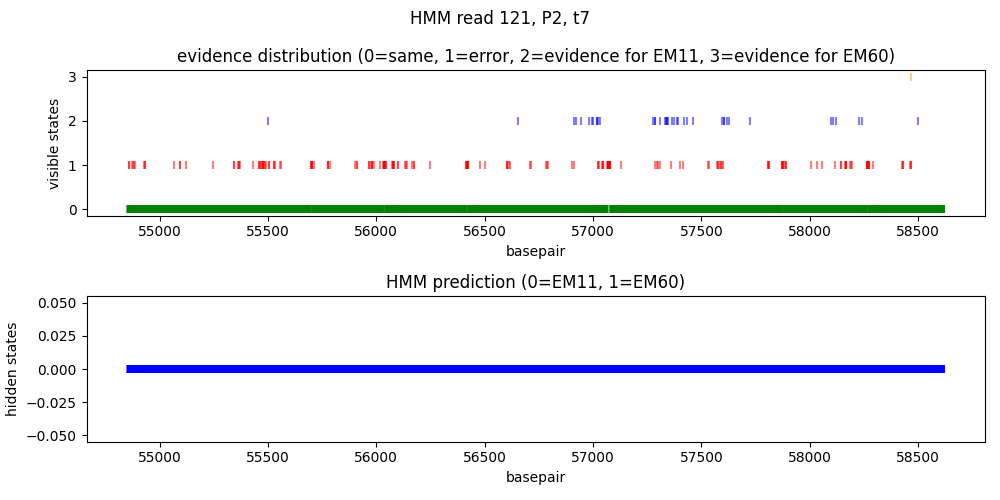 HMM read 121, P2, t7
evidence distribution (0=same, 1=error, 2=evidence for EM11, 3=evidence for EM60)
visible states
3
2
1
0
55000 55500 56000 56500 57000 57500 58000 58500
basepair
HMM prediction (0=EM11, 1=EM60)
hidden states
0.050
0.025
0.000
−0.025
−0.050
55000 55500 56000 56500 57000 57500 58000 58500
basepair